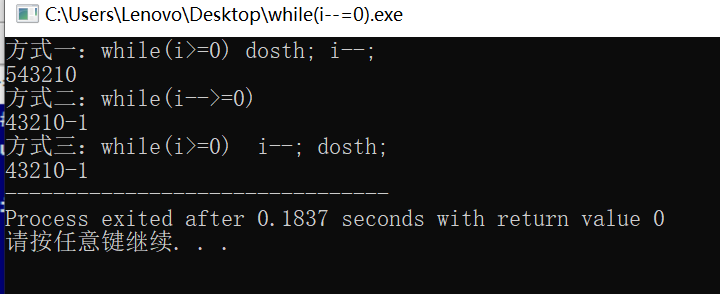 C:\Users\Lenovo\Desktop\while(i--=0).exe
方式一：while(i>=0) dosth; i--;
543210
方式二：while(i-->=0)
43210-1
方式三：while(i>=0)  i--; dosth;
43210-1
--------------------------------
Process exited after 0.1837 seconds with return value 0
请按任意键继续. . .